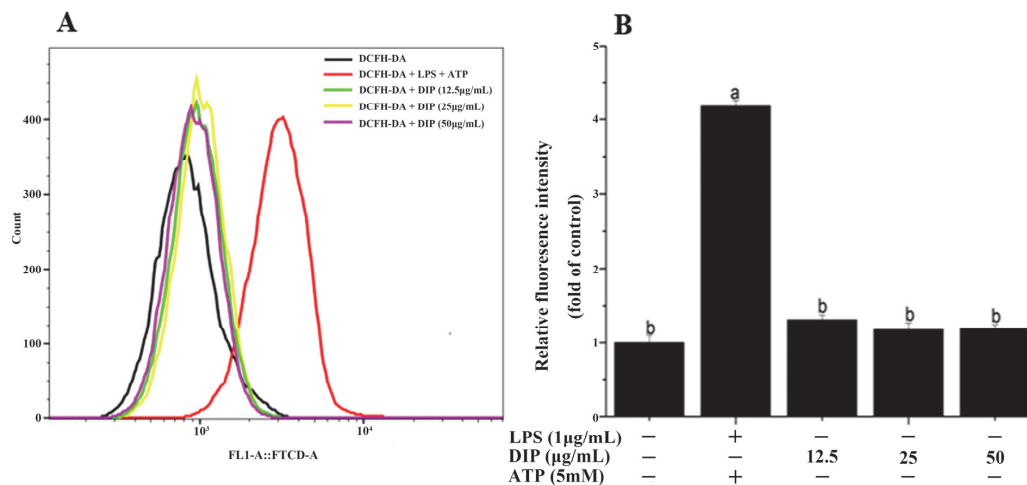 A
DCFH-DA
DCFH-DA + LPS + ATP
DCFH-DA + DIP (12.5μg/mL)
DCFH-DA + DIP (25μg/mL)
DCFH-DA + DIP (50μg/mL)
Count
400
300
200
100
0
10³
10⁴
FL1-A::FTCD-A
B
Relative fluoresence intensity
(fold of control)
5
4
3
2
1
0
b
a
b
b
b
LPS (1μg/mL) − + − − −
DIP (μg/mL) − − 12.5 25 50
ATP (5mM) − + − − −